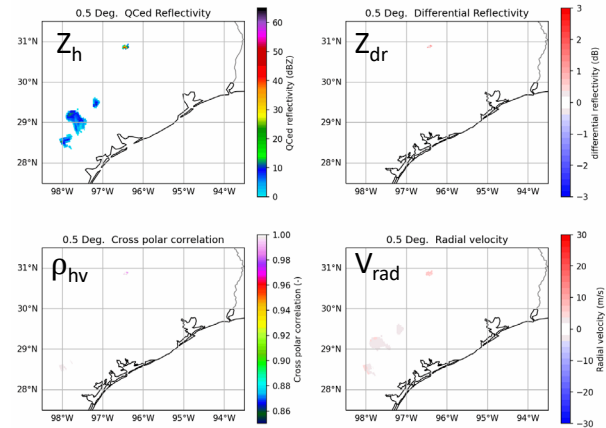 0.5 Deg. QCed Reflectivity
Zh
31°N
30°N
29°N
28°N
98°W 97°W 96°W 95°W 94°W
60
50
40
30
20
10
0
QCed reflectivity (dBZ)
0.5 Deg. Differential Reflectivity
Zdr
31°N
30°N
29°N
28°N
98°W 97°W 96°W 95°W 94°W
3
2
1
0
−1
−2
−3
differential reflectivity (dB)
0.5 Deg. Cross polar correlation
ρhv
31°N
30°N
29°N
28°N
98°W 97°W 96°W 95°W 94°W
1.00
0.98
0.96
0.94
0.92
0.90
0.88
0.86
Cross polar correlation (-)
0.5 Deg. Radial velocity
Vrad
31°N
30°N
29°N
28°N
98°W 97°W 96°W 95°W 94°W
30
20
10
0
−10
−20
−30
Radial velocity (m/s)